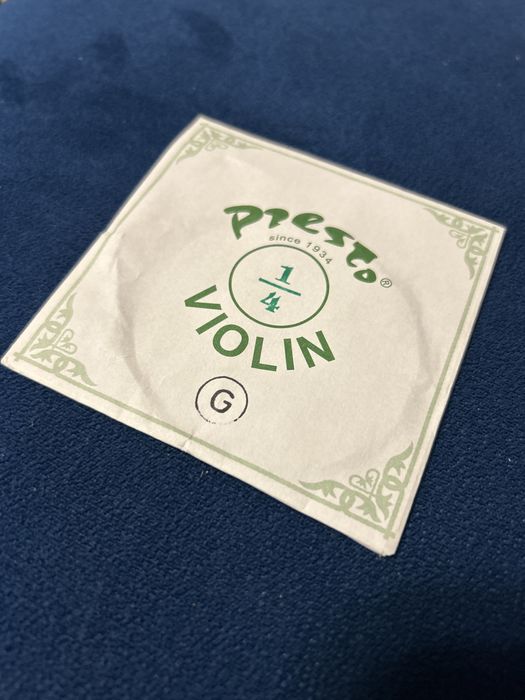 Presto®
since 1934
1/4
VIOLIN
G